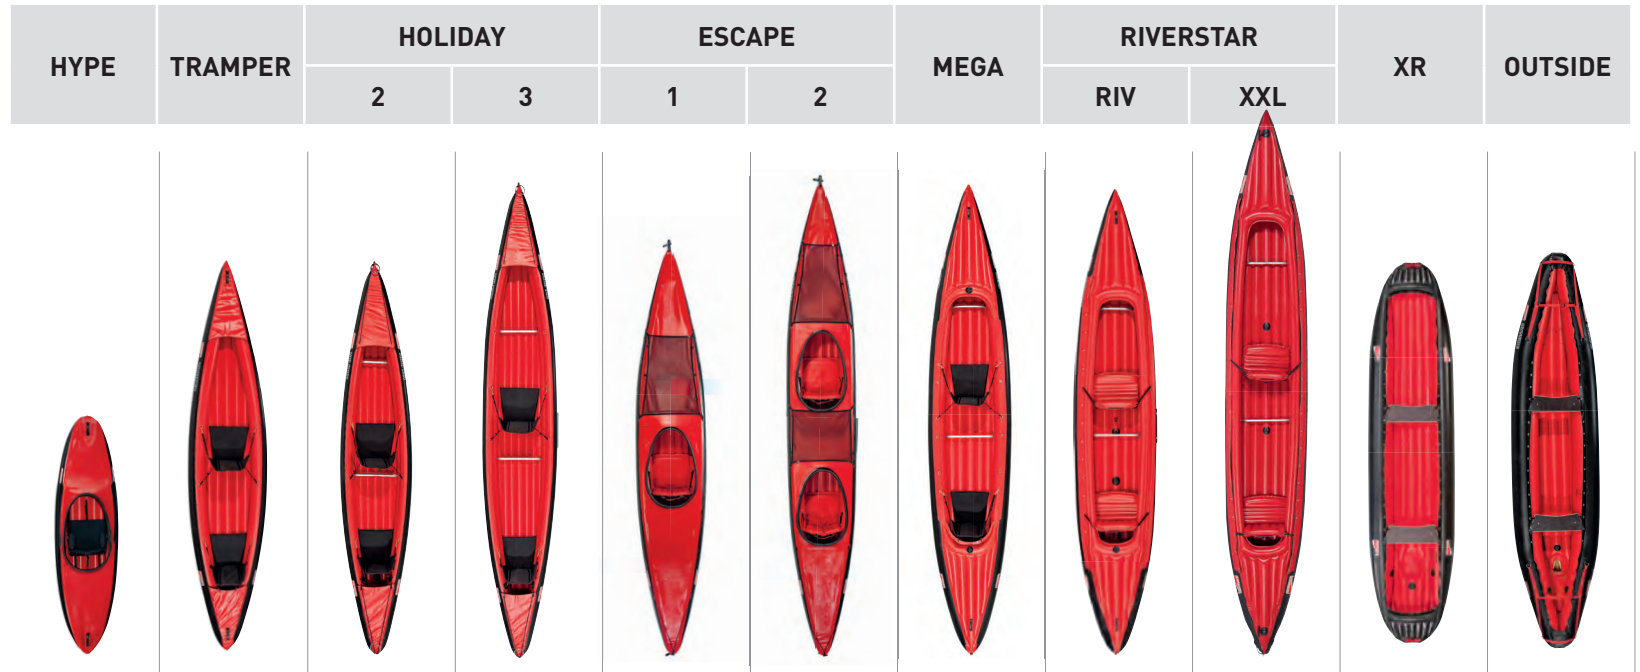 HYPE
TRAMPER
HOLIDAY
2
3
ESCAPE
1
2
MEGA
RIVERSTAR
RIV
XXL
XR
OUTSIDE